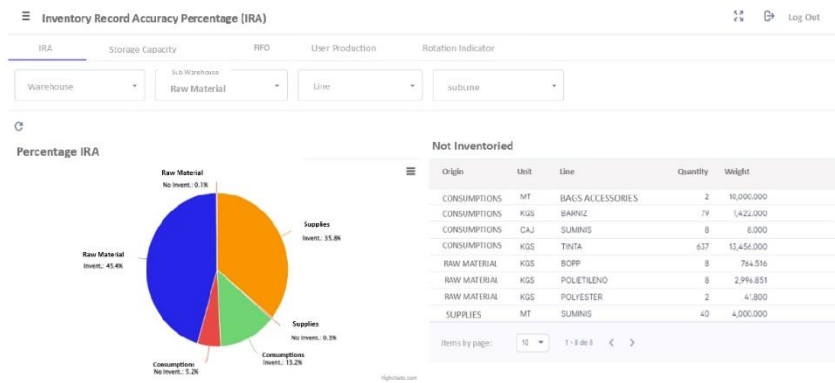 Inventory Record Accuracy Percentage (IRA)
Log Out
IRA
Storage Capacity
FIFO
User Production
Rotation Indicator
Warehouse
Sub Warehouse
Raw Material
Line
subLine
Percentage IRA
Raw Material
No Invent.: 0.1%
Supplies
Invent.: 35.8%
Raw Material
Invent.: 45.4%
Supplies
No Invent.: 0.3%
Consumptions
Invent.: 13.2%
Consumptions
No Invent.: 5.2%
Highcharts.com
Not Inventoried
Origin Unit Line Quantity Weight
CONSUMPTIONS MT BAGS ACCESSORIES 2 10,000.000
CONSUMPTIONS KGS BARNIZ 79 1,422.000
CONSUMPTIONS CAJ SUMINIS 8 8.000
CONSUMPTIONS KGS TINTA 637 13,456.000
RAW MATERIAL KGS BOPP 8 764.516
RAW MATERIAL KGS POLIETILENO 8 2,996.851
RAW MATERIAL KGS POLYESTER 2 41.800
SUPPLIES MT SUMINIS 40 4,000.000
Items by page: 10 1 - 8 de 8